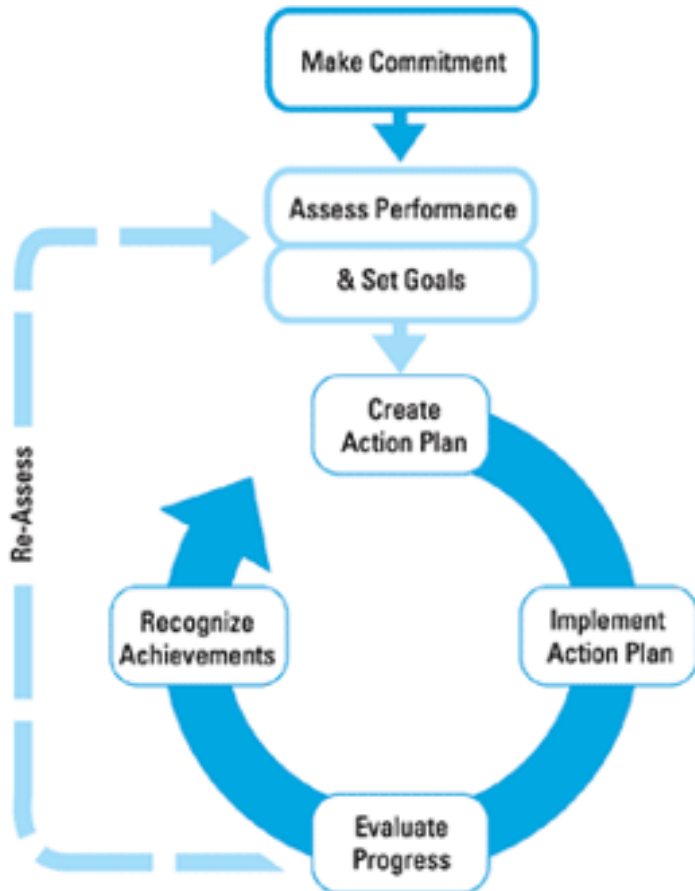 Make Commitment
Assess Performance
& Set Goals
Create
Action Plan
Re-Assess
Recognize
Achievements
Implement
Action Plan
Evaluate
Progress